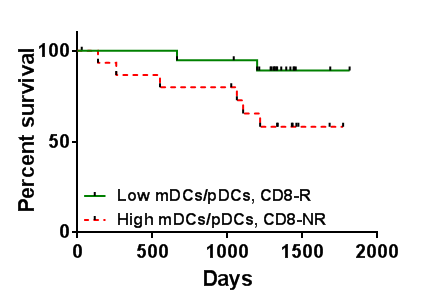 Percent survival
100
50
0
Low mDCs/pDCs, CD8-R
High mDCs/pDCs, CD8-NR
0 500 1000 1500 2000
Days